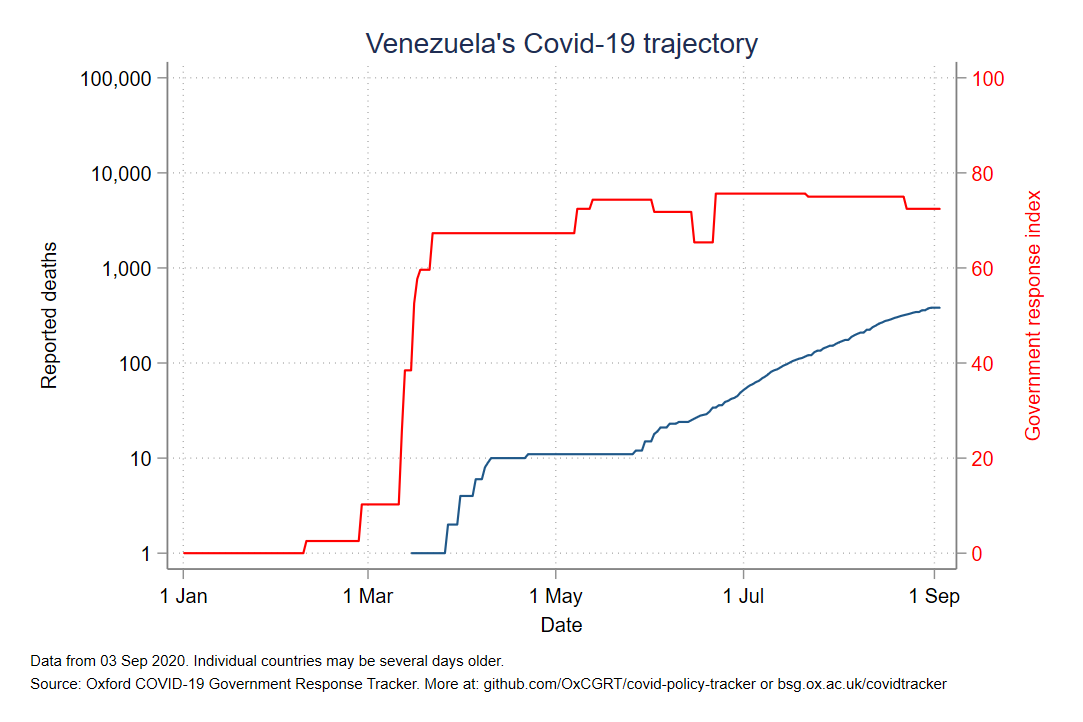 Venezuela's Covid-19 trajectory
100,000
10,000
1,000
100
10
1
Reported deaths
100
80
60
40
20
0
Government response index
1 Jan
1 Mar
1 May
1 Jul
1 Sep
Date
Data from 03 Sep 2020. Individual countries may be several days older.
Source: Oxford COVID-19 Government Response Tracker. More at: github.com/OxCGRT/covid-policy-tracker or bsg.ox.ac.uk/covidtracker